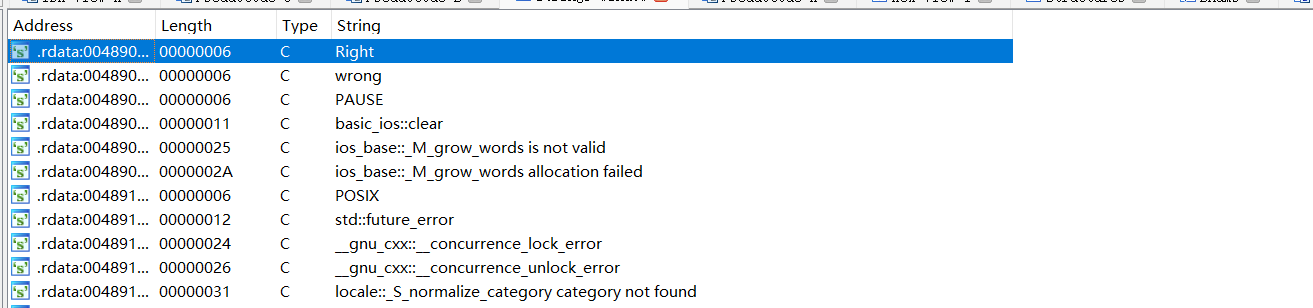 Address Length Type String
.rdata:004890... 00000006 C Right
.rdata:004890... 00000006 C wrong
.rdata:004890... 00000006 C PAUSE
.rdata:004890... 00000011 C basic_ios::clear
.rdata:004890... 00000025 C ios_base::_M_grow_words is not valid
.rdata:004890... 0000002A C ios_base::_M_grow_words allocation failed
.rdata:004891... 00000006 C POSIX
.rdata:004891... 00000012 C std::future_error
.rdata:004891... 00000024 C __gnu_cxx::__concurrence_lock_error
.rdata:004891... 00000026 C __gnu_cxx::__concurrence_unlock_error
.rdata:004891... 00000031 C locale::_S_normalize_category category not found